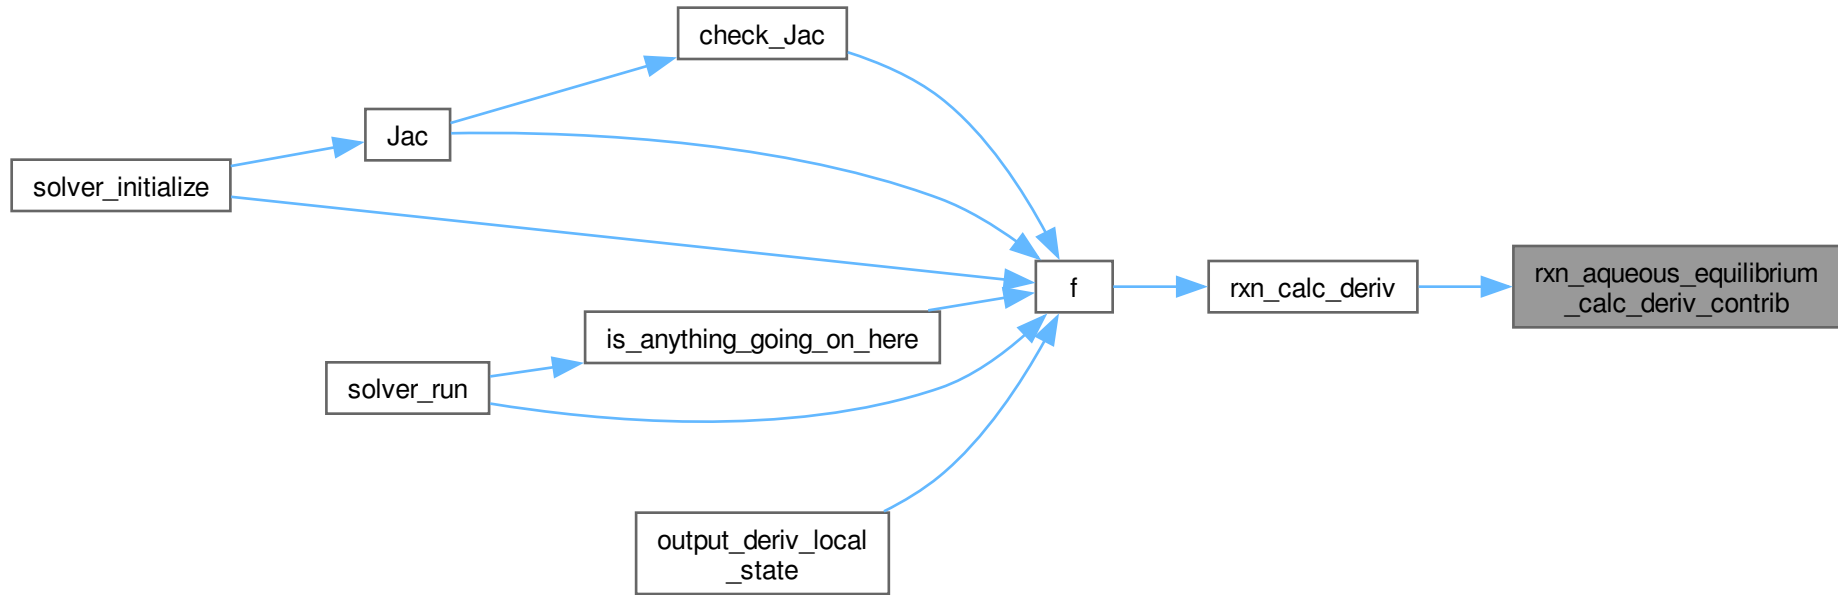 check_Jac
Jac
solver_initialize
f
rxn_calc_deriv
rxn_aqueous_equilibrium
_calc_deriv_contrib
is_anything_going_on_here
solver_run
output_deriv_local
_state